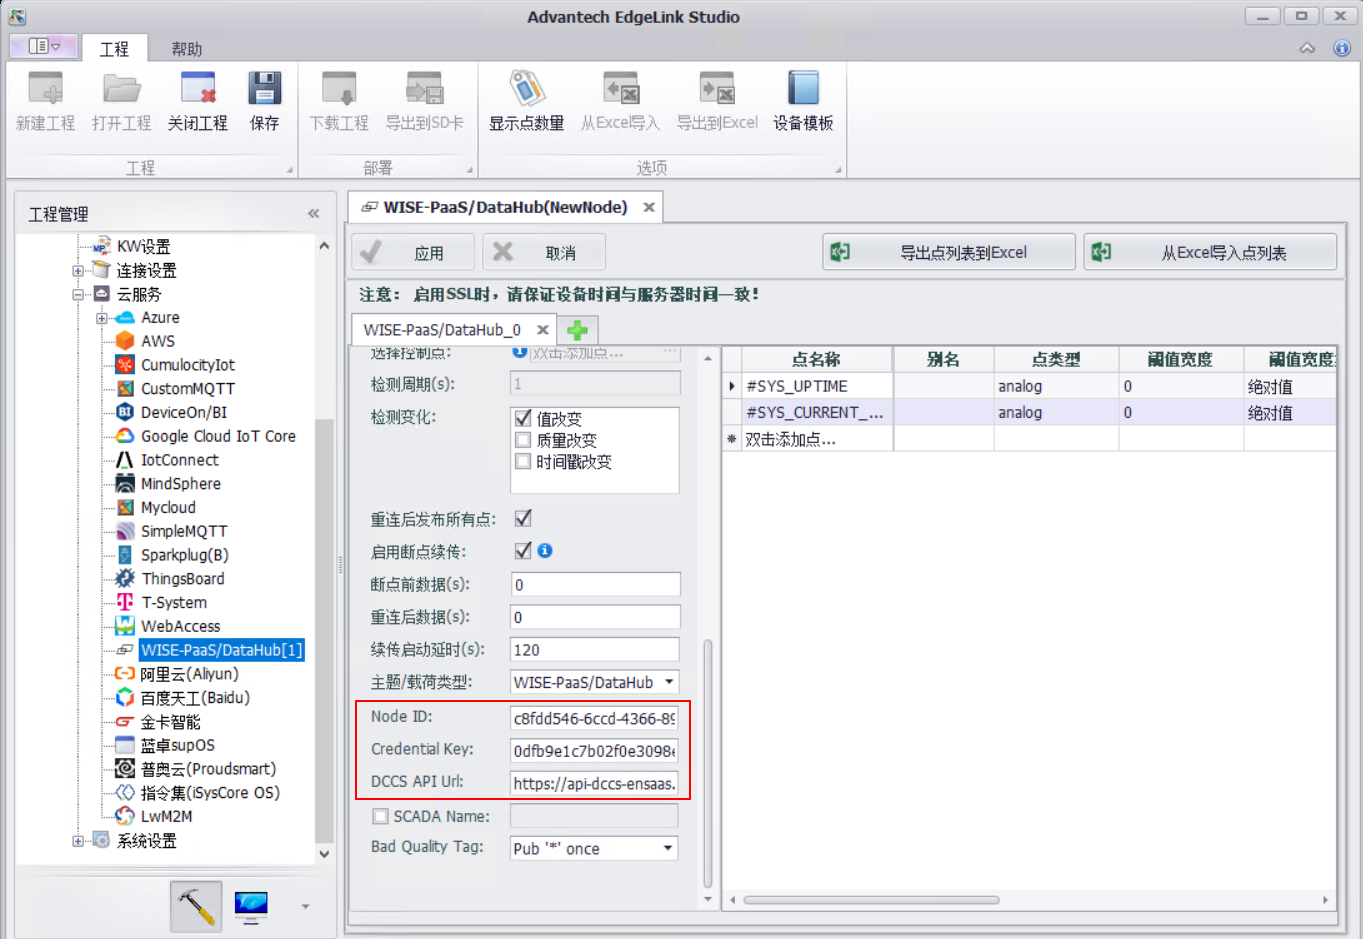 Advantech EdgeLink Studio
工程
帮助
新建工程
打开工程
关闭工程
保存
下载工程
导出到SD卡
显示点数量
从Excel导入
导出到Excel
设备模板
工程
部署
选项
工程管理
KW设置
连接设置
云服务
Azure
AWS
CumulocityIot
CustomMQTT
DeviceOn/BI
Google Cloud IoT Core
IotConnect
MindSphere
Mycloud
SimpleMQTT
Sparkplug(B)
ThingsBoard
T-System
WebAccess
WISE-PaaS/DataHub[1]
阿里云(Aliyun)
百度天工(Baidu)
金卡智能
蓝卓supOS
普奥云(Proudsmart)
指令集(iSysCore OS)
LwM2M
系统设置
WISE-PaaS/DataHub(NewNode)
应用
取消
导出点列表到Excel
从Excel导入点列表
注意： 启用SSL时，请保证设备时间与服务器时间一致！
WISE-PaaS/DataHub_0
选择控制点:
双击添加点...
检测周期(s):
1
检测变化:
值改变
质量改变
时间戳改变
重连后发布所有点:
启用断点续传:
断点前数据(s):
0
重连后数据(s):
0
续传启动延时(s):
120
主题/载荷类型:
WISE-PaaS/DataHub
Node ID:
c8fdd546-6ccd-4366-89
Credential Key:
0dfb9e1c7b02f0e3098e
DCCS API Url:
https://api-dccs-ensaas.
SCADA Name:
Bad Quality Tag:
Pub '*' once
点名称 别名 点类型 阈值宽度 阈值宽度
#SYS_UPTIME analog 0 绝对值
#SYS_CURRENT_... analog 0 绝对值
双击添加点...